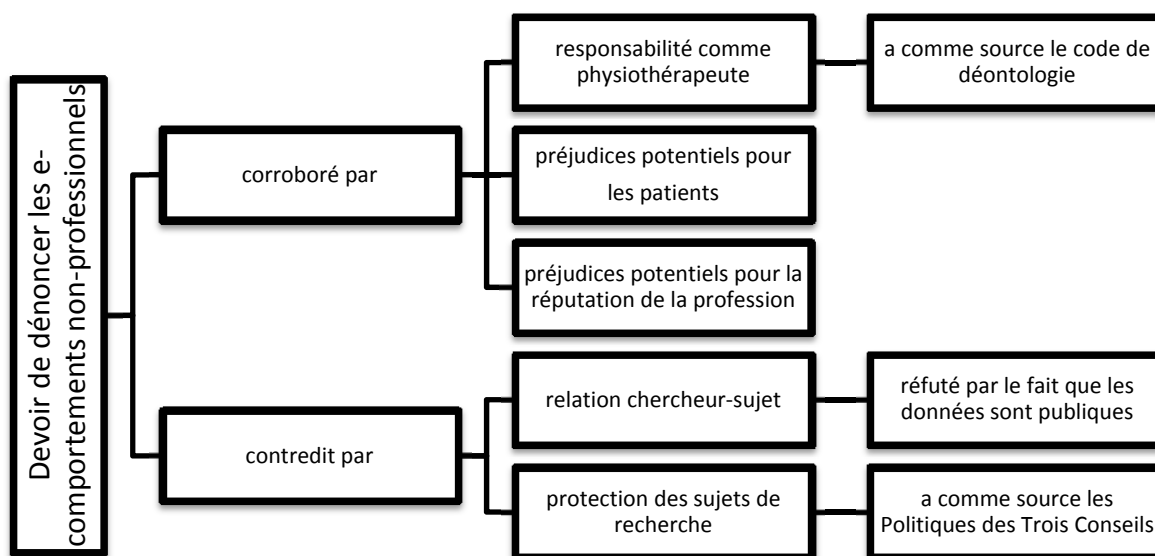 Devoir de dénoncer les e-
comportements non-professionnels
corroboré par
responsabilité comme
physiothérapeute
a comme source le code de
déontologie
préjudices potentiels pour
les patients
préjudices potentiels pour la
réputation de la profession
contredit par
relation chercheur-sujet
réfuté par le fait que les
données sont publiques
protection des sujets de
recherche
a comme source les
Politiques des Trois Conseils